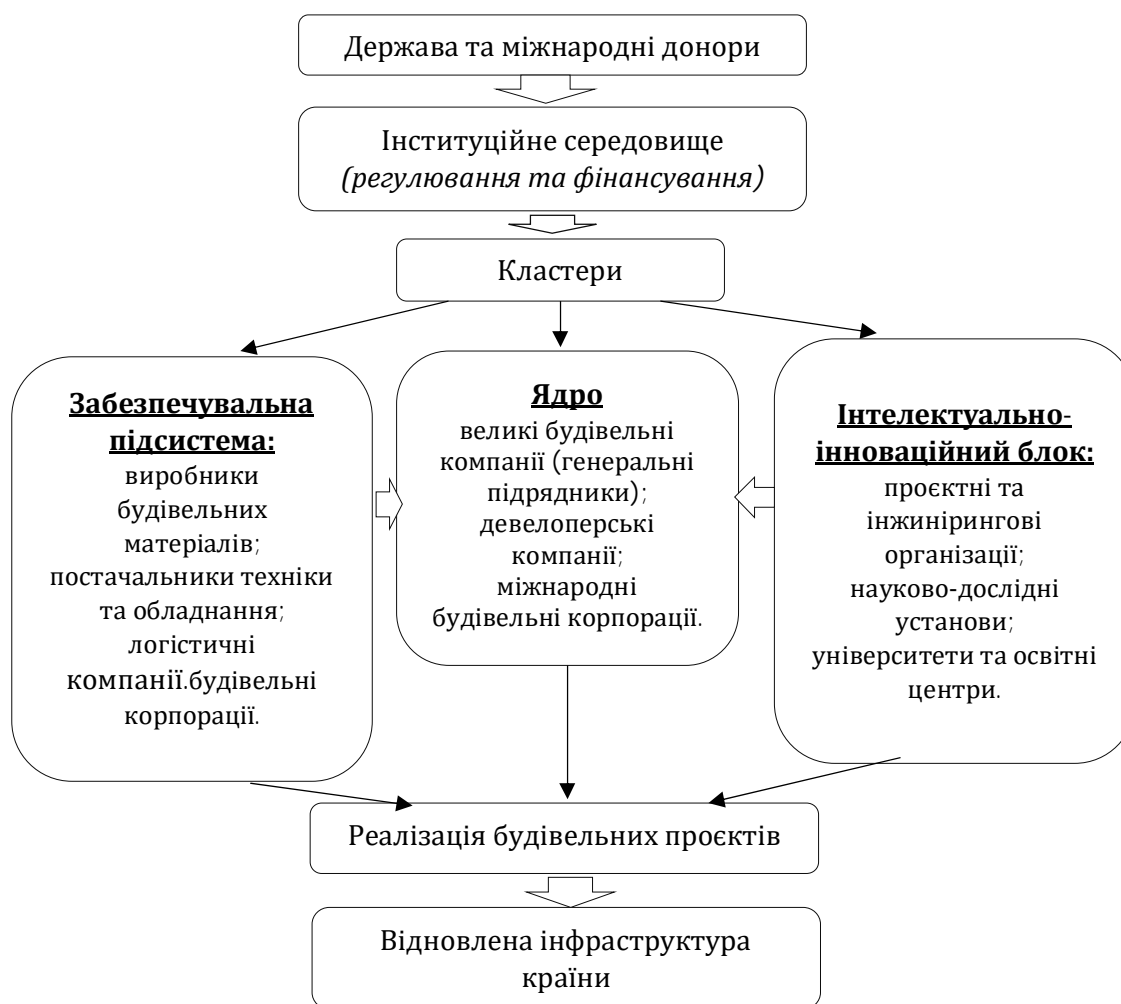 Держава та міжнародні донори
Інституційне середовище
(регулювання та фінансування)
Кластери
Забезпечувальна
підсистема:
виробники
будівельних
матеріалів;
постачальники техніки
та обладнання;
логістичні
компанії.будівельні
корпорації.
Ядро
великі будівельні
компанії (генеральні
підрядники);
девелоперські
компанії;
міжнародні
будівельні корпорації.
Інтелектуально-
інноваційний блок:
проєктні та
інжинірингові
організації;
науково-дослідні
установи;
університети та освітні
центри.
Реалізація будівельних проєктів
Відновлена інфраструктура
країни